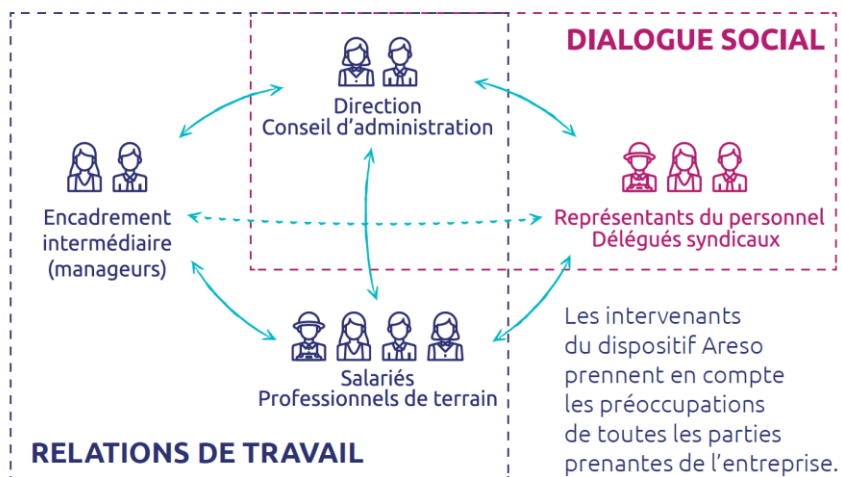 DIALOGUE SOCIAL
Direction
Conseil d’administration
Encadrement
intermédiaire
(manageurs)
Représentants du personnel
Délégués syndicaux
Salariés
Professionnels de terrain
RELATIONS DE TRAVAIL
Les intervenants
du dispositif Areso
prennent en compte
les préoccupations
de toutes les parties
prenantes de l’entreprise.